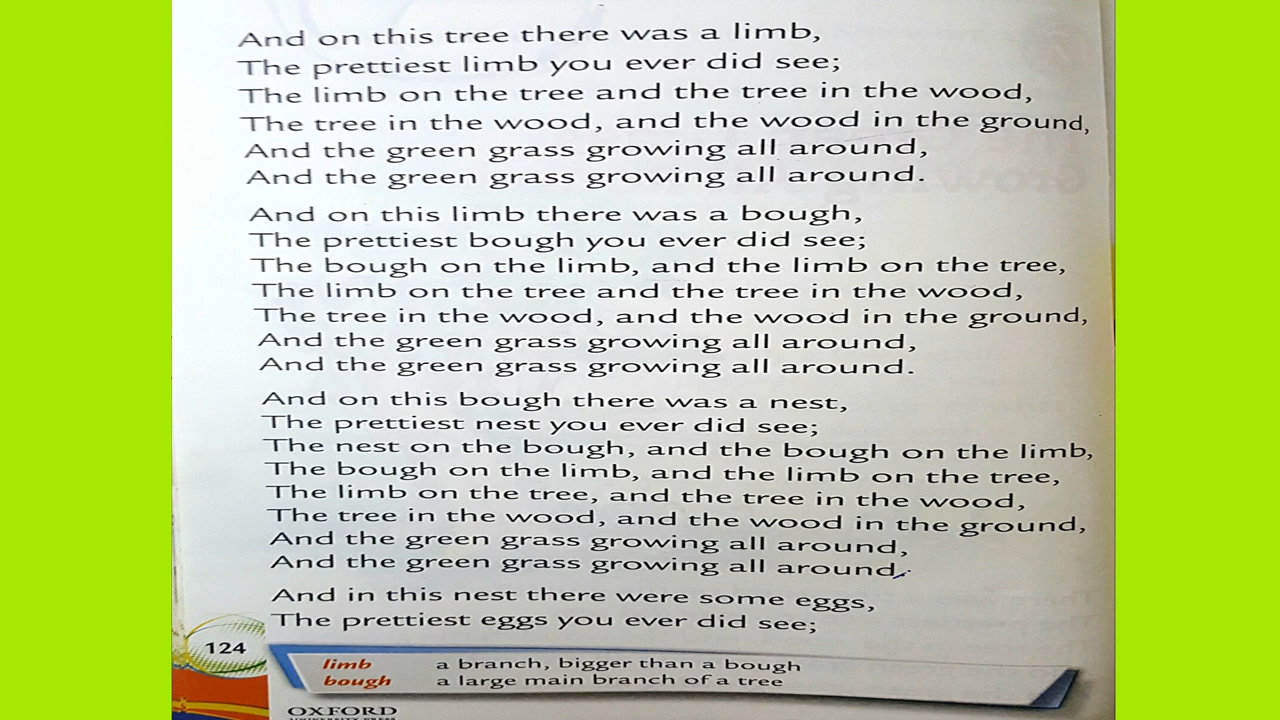 And on this tree there was a limb,
The prettiest limb you ever did see;
The limb on the tree and the tree in the wood,
The tree in the wood, and the wood in the ground,
And the green grass growing all around,
And the green grass growing all around.
And on this limb there was a bough,
The prettiest bough you ever did see;
The bough on the limb, and the limb on the tree,
The limb on the tree and the tree in the wood,
The tree in the wood, and the wood in the ground,
And the green grass growing all around,
And the green grass growing all around.
And on this bough there was a nest,
The prettiest nest you ever did see;
The nest on the bough, and the bough on the limb,
The bough on the limb, and the limb on the tree,
The limb on the tree, and the tree in the wood,
The tree in the wood, and the wood in the ground,
And the green grass growing all around,
And the green grass growing all around.
And in this nest there were some eggs,
The prettiest eggs you ever did see;
124
limb a branch, bigger than a bough
bough a large main branch of a tree
OXFORD
UNIVERSITY PRESS